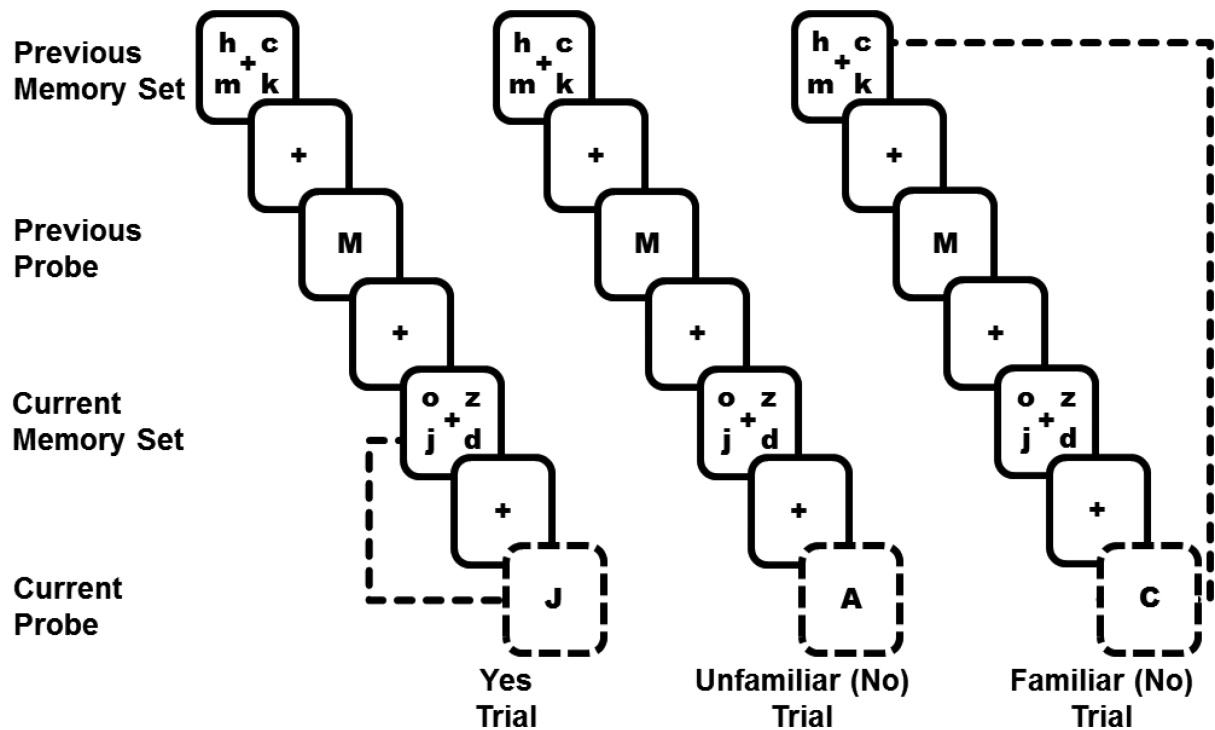 Previous
Memory Set
h c
+
m k
h c
+
m k
h c
+
m k
+
+
+
Previous
Probe
M
M
M
+
+
+
Current
Memory Set
o z
+
j d
o z
+
j d
o z
+
j d
+
+
+
Current
Probe
J
A
C
Yes
Trial
Unfamiliar (No)
Trial
Familiar (No)
Trial